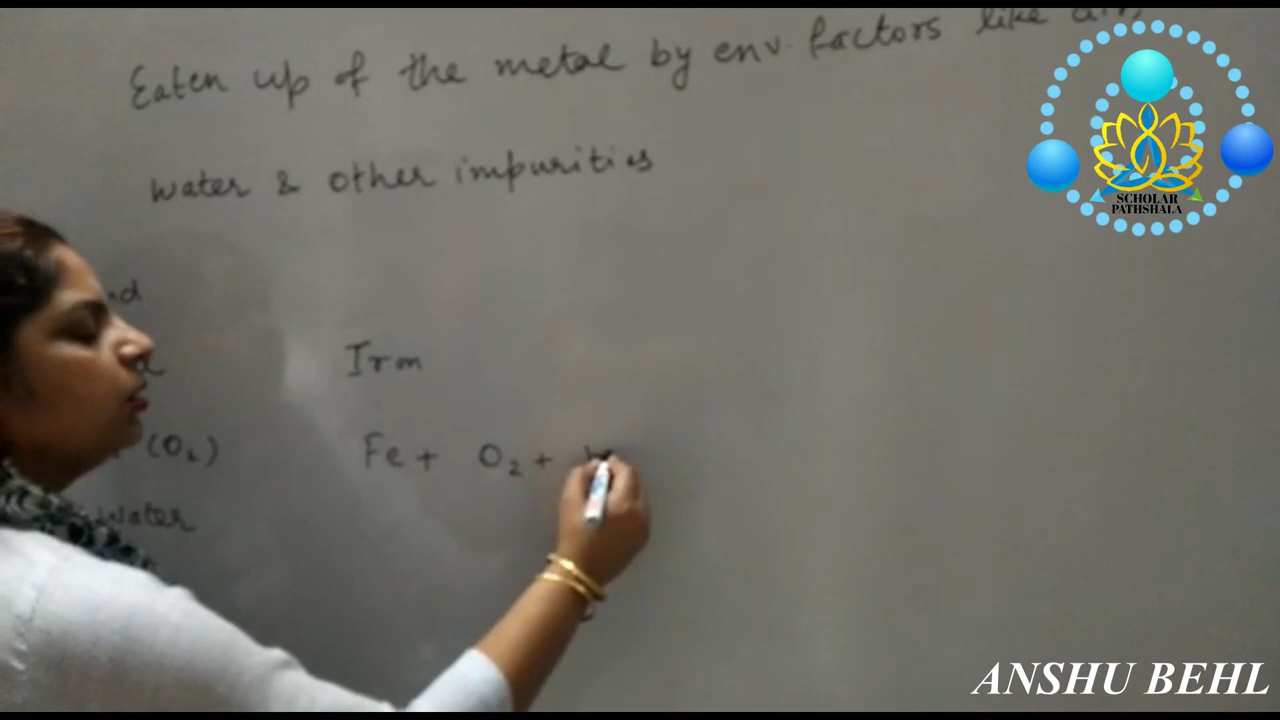 Eaten up of the metal by env. factors like air,
water & other impurities
SCHOLAR
PATHSHALA
Iron
(O2) Fe + O2 +
water
ANSHU BEHL